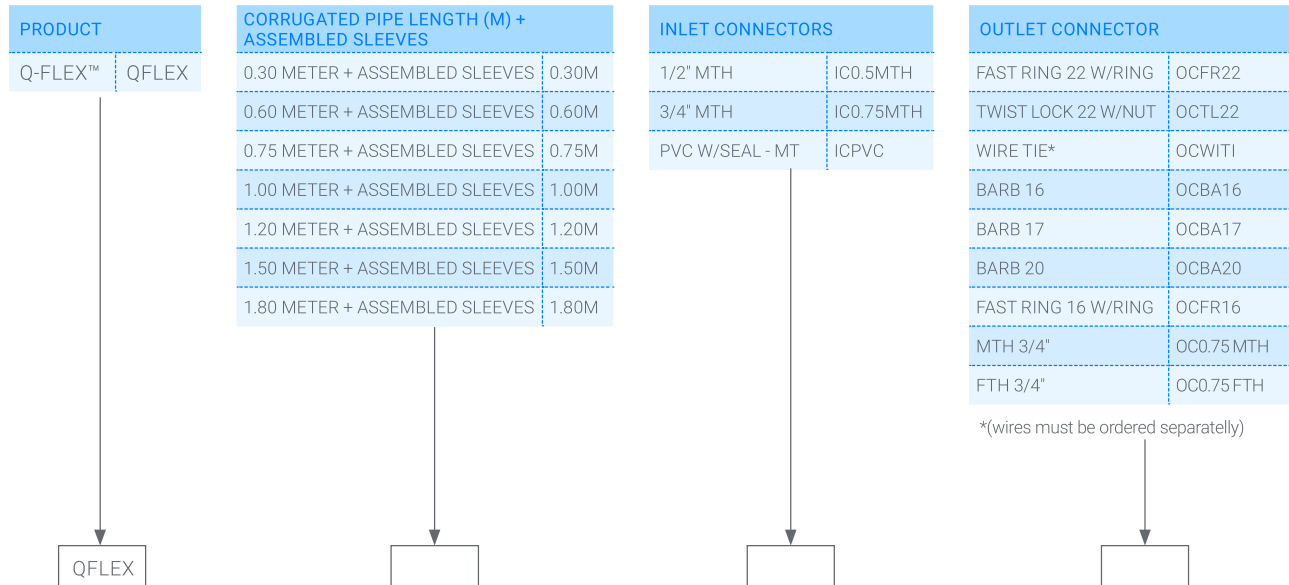 PRODUCT
Q-FLEX™ QFLEX
CORRUGATED PIPE LENGTH (M) +
ASSEMBLED SLEEVES
0.30 METER + ASSEMBLED SLEEVES 0.30M
0.60 METER + ASSEMBLED SLEEVES 0.60M
0.75 METER + ASSEMBLED SLEEVES 0.75M
1.00 METER + ASSEMBLED SLEEVES 1.00M
1.20 METER + ASSEMBLED SLEEVES 1.20M
1.50 METER + ASSEMBLED SLEEVES 1.50M
1.80 METER + ASSEMBLED SLEEVES 1.80M
INLET CONNECTORS
1/2" MTH IC0.5MTH
3/4" MTH IC0.75MTH
PVC W/SEAL - MT ICPVC
OUTLET CONNECTOR
FAST RING 22 W/RING OCFR22
TWIST LOCK 22 W/NUT OCTL22
WIRE TIE* OCWITI
BARB 16 OCBA16
BARB 17 OCBA17
BARB 20 OCBA20
FAST RING 16 W/RING OCFR16
MTH 3/4" OC0.75 MTH
FTH 3/4" OC0.75 FTH
*(wires must be ordered separatelly)
QFLEX